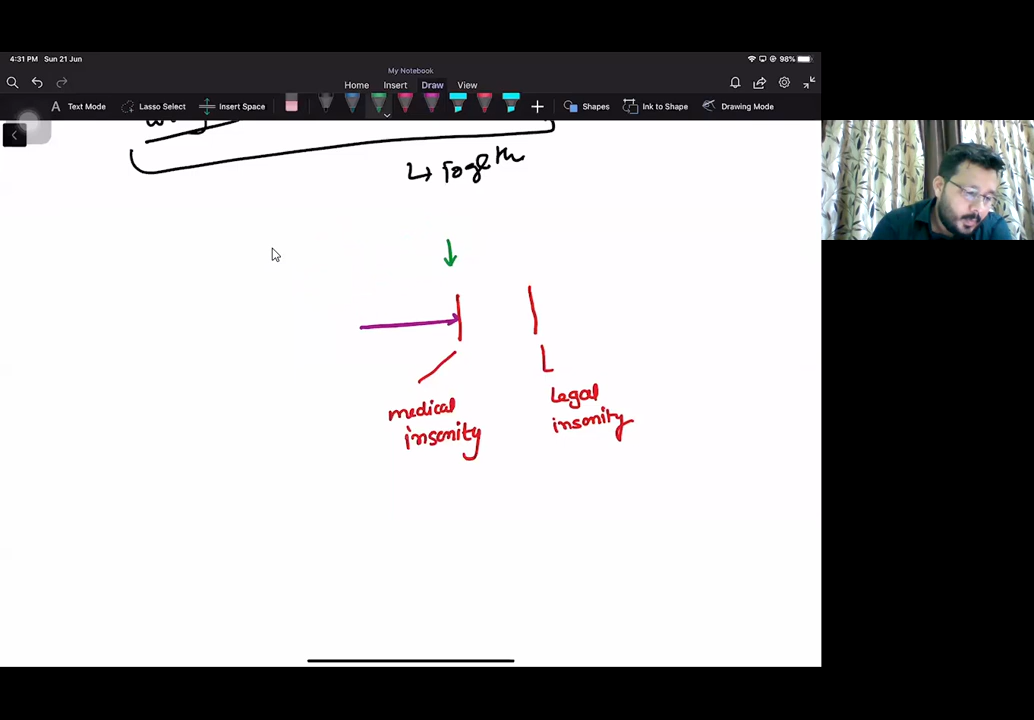 4:31 PM Sun 21 Jun
98%
My Notebook
Home Insert Draw View
Text Mode Lasso Select Insert Space Shapes Ink to Shape Drawing Mode
↳ Togeth
medical
insanity
Legal
insanity